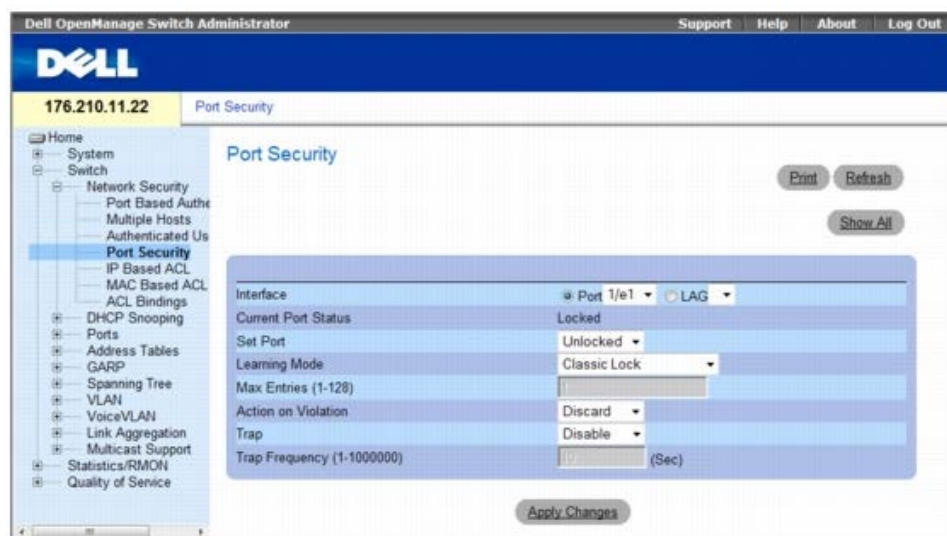 Dell OpenManage Switch Administrator Support Help About Log Out
DELL
176.210.11.22 Port Security
Home
System
Switch
Network Security
Port Based Authe
Multiple Hosts
Authenticated Us
Port Security
IP Based ACL
MAC Based ACL
ACL Bindings
DHCP Snooping
Ports
Address Tables
GARP
Spanning Tree
VLAN
VoiceVLAN
Link Aggregation
Multicast Support
Statistics/RMON
Quality of Service
Port Security
Print Refresh
Show All
Interface Port 1/e1 LAG
Current Port Status Locked
Set Port Unlocked
Learning Mode Classic Lock
Max Entries (1-128)
Action on Violation Discard
Trap Disable
Trap Frequency (1-1000000) (Sec)
Apply Changes